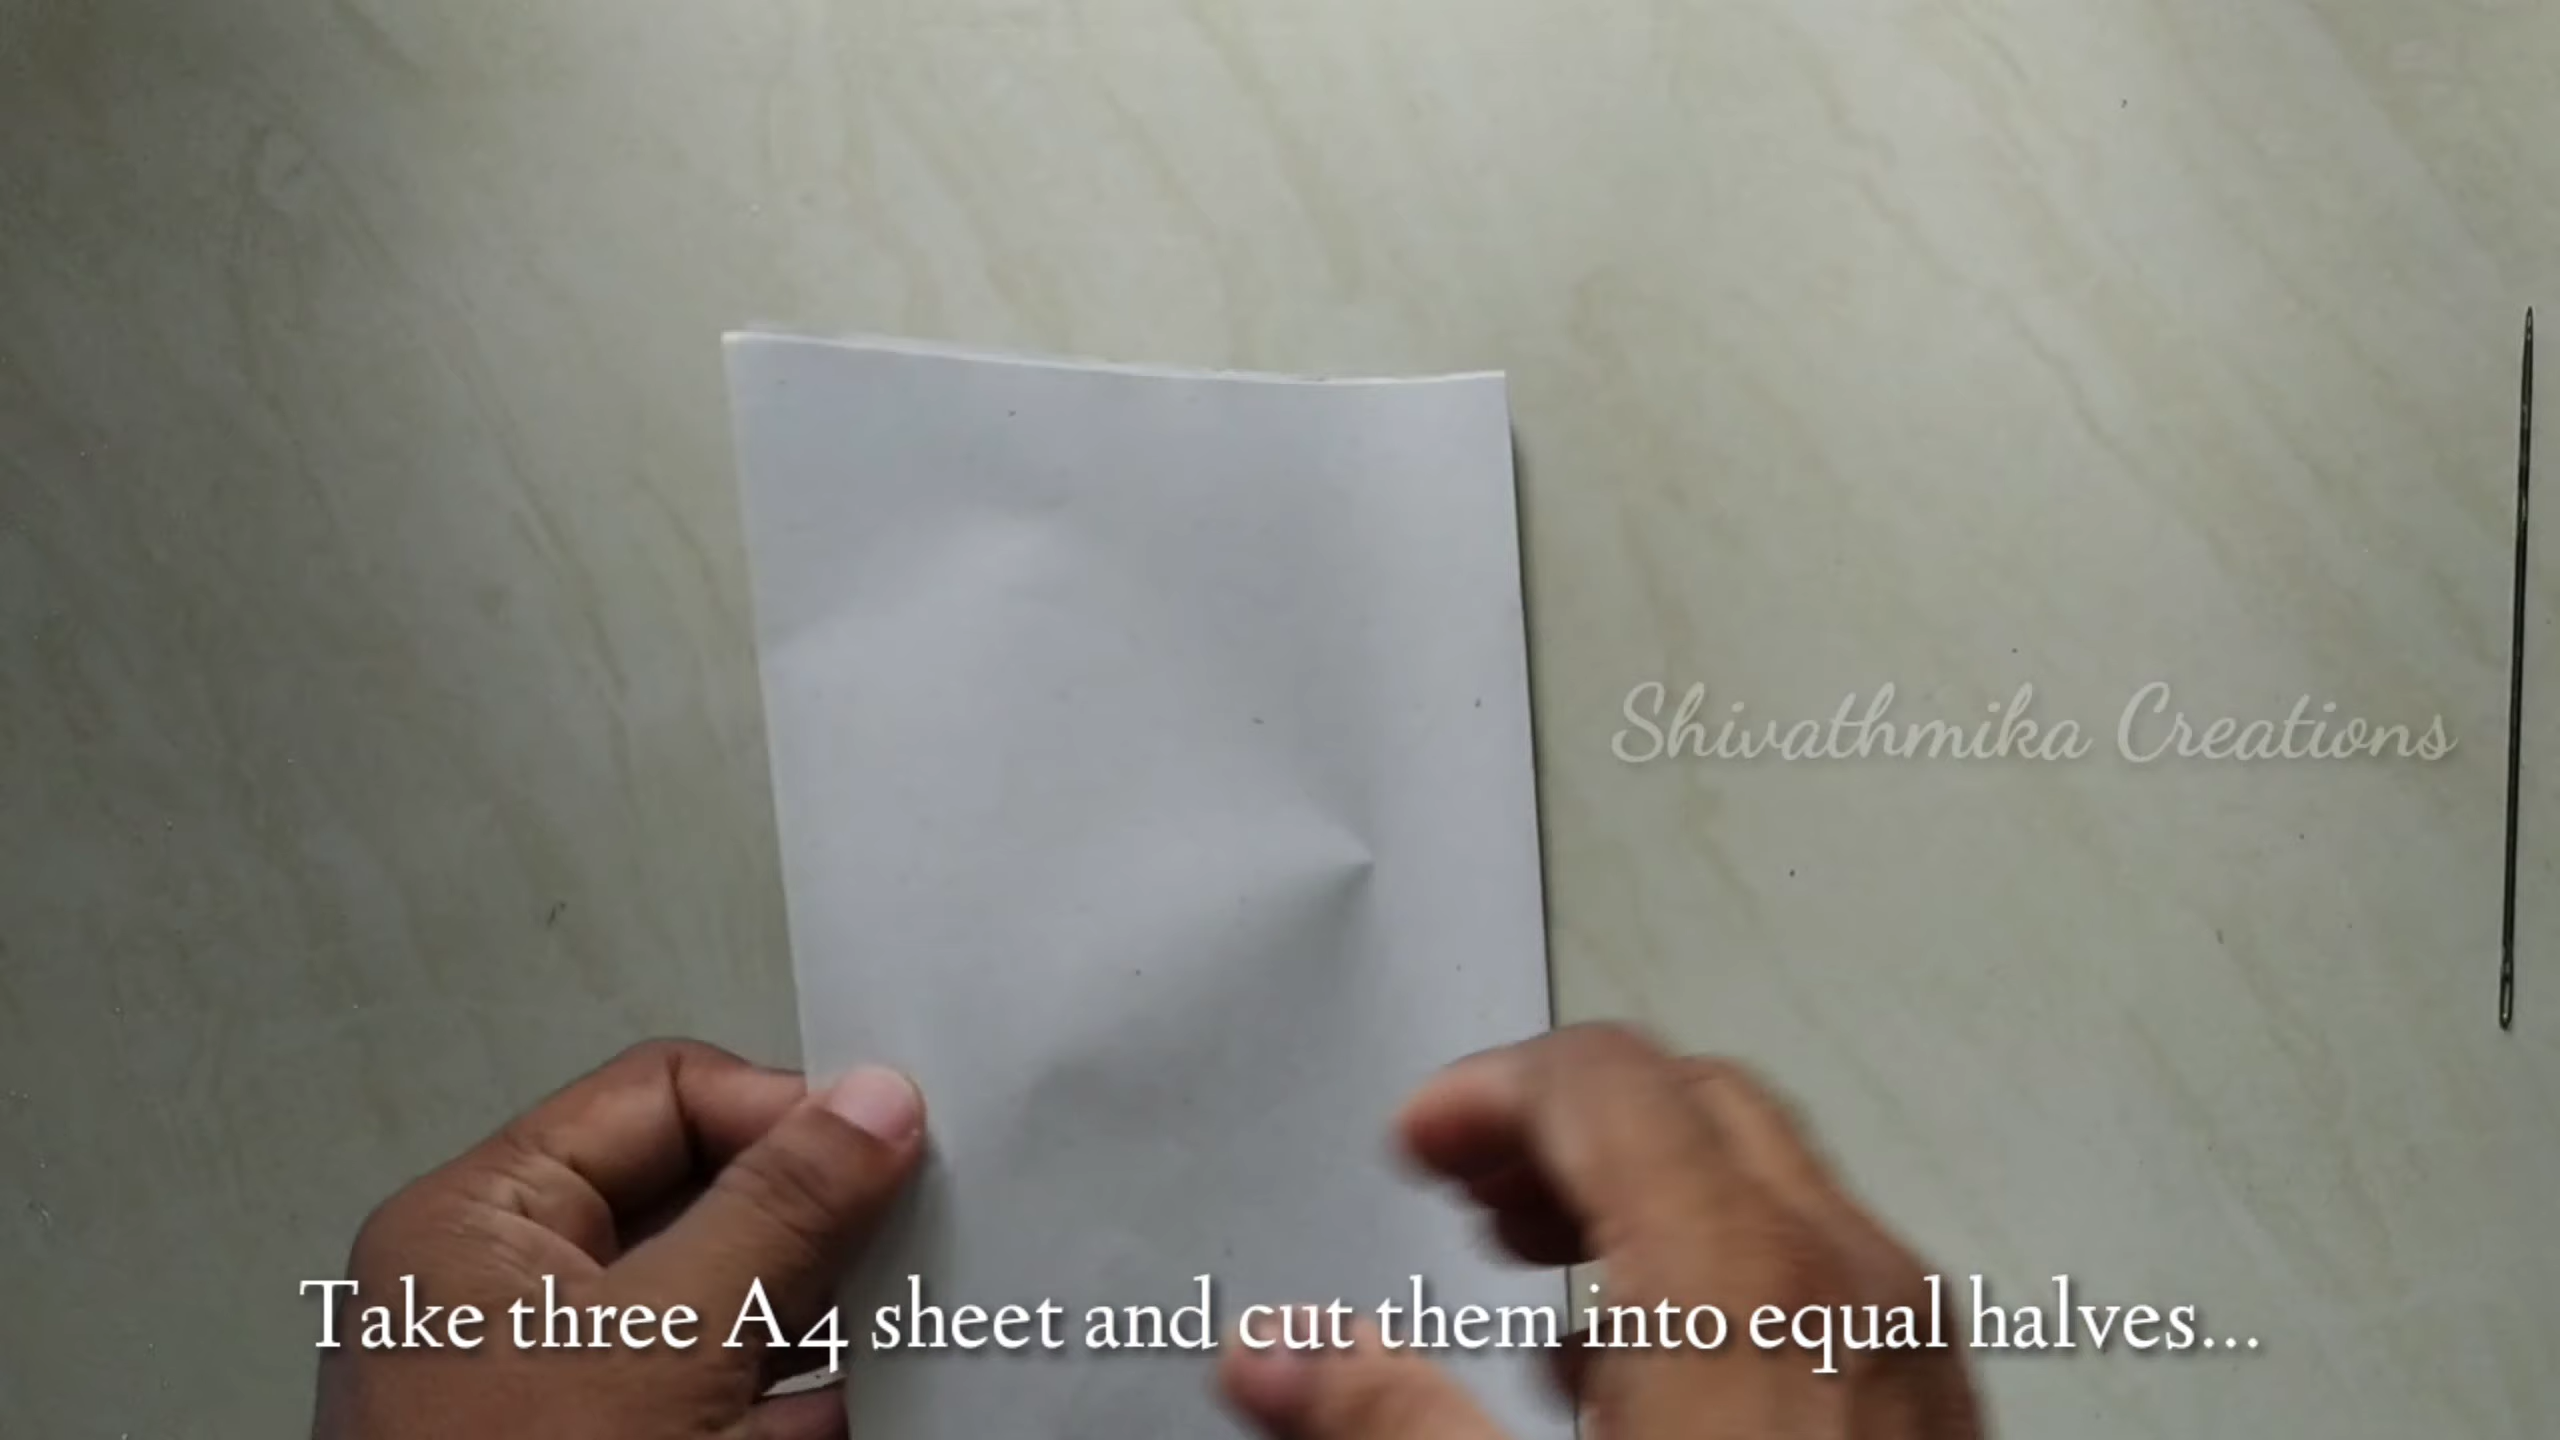 Shivathmika Creations
Take three A4 sheet and cut them into equal halves...